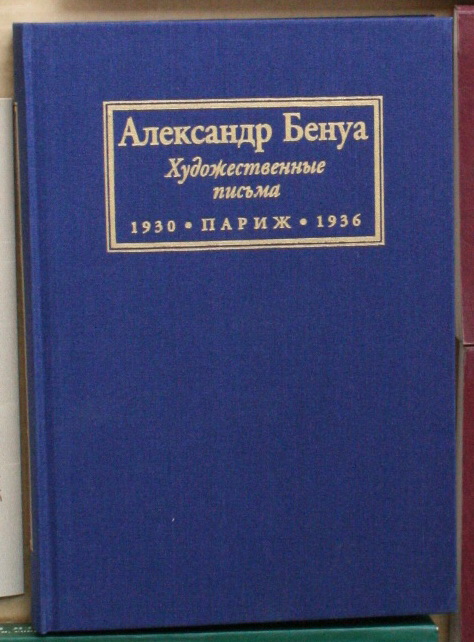 Александр Бенуа
Художественные
письма
1930 • ПАРИЖ • 1936